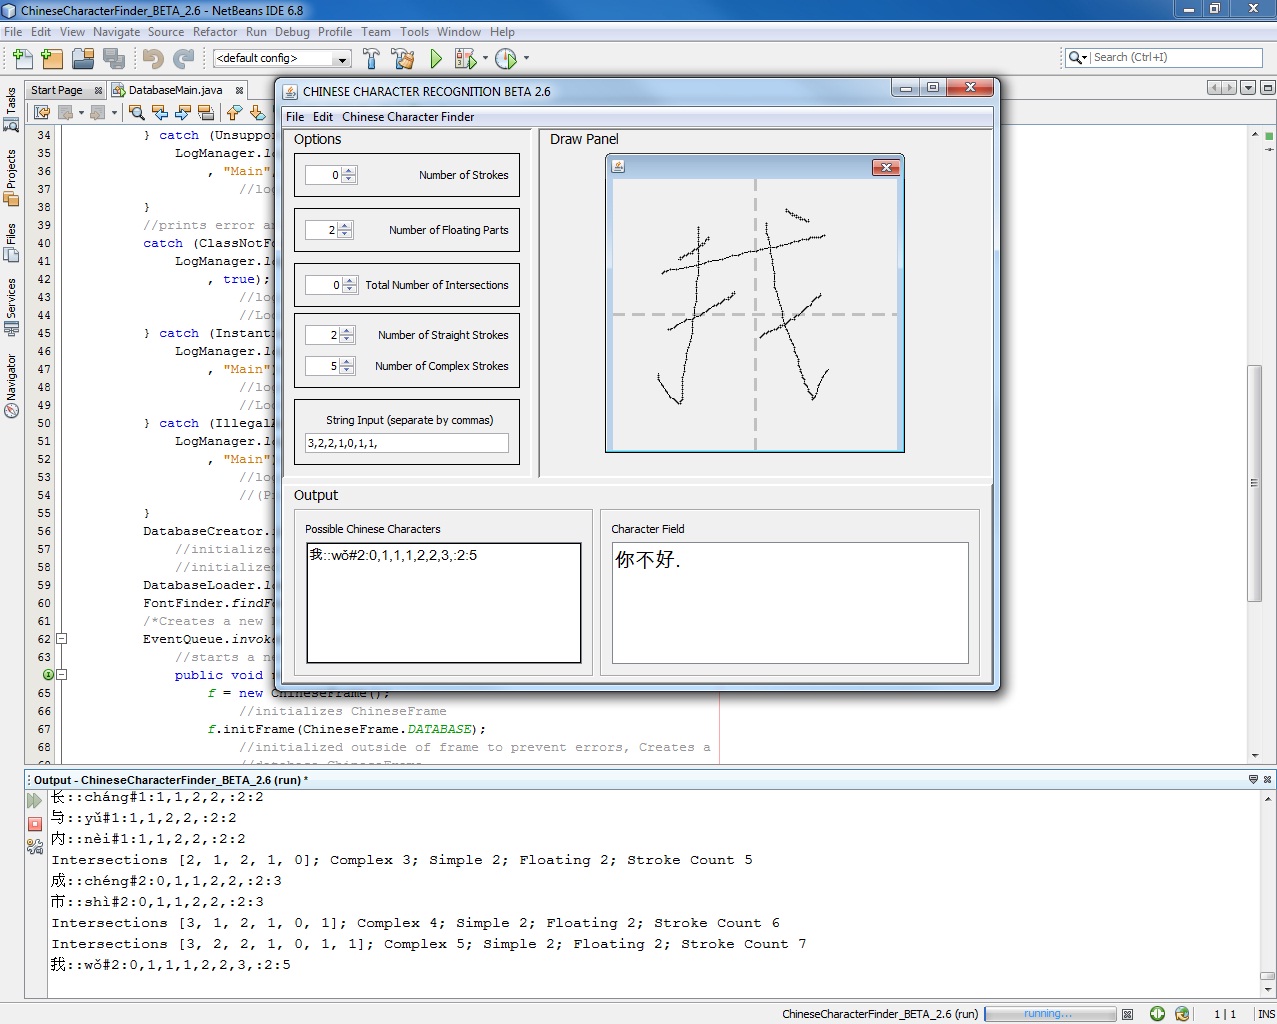 ChineseCharacterFinder_BETA_2.6 - NetBeans IDE 6.8
File Edit View Navigate Source Refactor Run Debug Profile Team Tools Window Help
<default config>
Search (Ctrl+I)
Start Page
DatabaseMain.java
Tasks
Projects
Files
Services
Navigator
34 } catch (Unsuppo
35 LogManager.
36 , "Main"
37 //lo
38 }
39 //prints error a
40 catch (ClassNotF
41 LogManager.
42 , true);
43 //lo
44 //Lo
45 } catch (Instant
46 LogManager.
47 , "Main"
48 //lo
49 //Lo
50 } catch (Illegal
51 LogManager.
52 , "Main"
53 //lo
54 //(P
55 }
56 DatabaseCreator.
57 //initialize
58 //initialize
59 DatabaseLoader.
60 FontFinder.findF
61 /*Creates a new
62 EventQueue.invok
63 //starts a n
public void
65 f = new ChineseFrame();
66 //initializes ChineseFrame
67 f.initFrame(ChineseFrame.DATABASE);
68 //initialized outside of frame to prevent errors, Creates a
69 //database ChineseFrame
CHINESE CHARACTER RECOGNITION BETA 2.6
File Edit Chinese Character Finder
Options
0 Number of Strokes
2 Number of Floating Parts
0 Total Number of Intersections
2 Number of Straight Strokes
5 Number of Complex Strokes
String Input (separate by commas)
3,2,2,1,0,1,1,
Draw Panel
我
Output
Possible Chinese Characters
我::wǒ#2:0,1,1,1,2,2,3,:2:5
Character Field
你不好.
Output - ChineseCharacterFinder_BETA_2.6 (run) *
长::cháng#1:1,1,2,2,:2:2
与::yǔ#1:1,1,2,2,:2:2
内::nèi#1:1,1,2,2,:2:2
Intersections [2, 1, 2, 1, 0]; Complex 3; Simple 2; Floating 2; Stroke Count 5
成::chéng#2:0,1,1,2,2,:2:3
市::shì#2:0,1,1,2,2,:2:3
Intersections [3, 1, 2, 1, 0, 1]; Complex 4; Simple 2; Floating 2; Stroke Count 6
Intersections [3, 2, 2, 1, 0, 1, 1]; Complex 5; Simple 2; Floating 2; Stroke Count 7
我::wǒ#2:0,1,1,1,2,2,3,:2:5
ChineseCharacterFinder_BETA_2.6 (run)
running...
1 | 1
INS